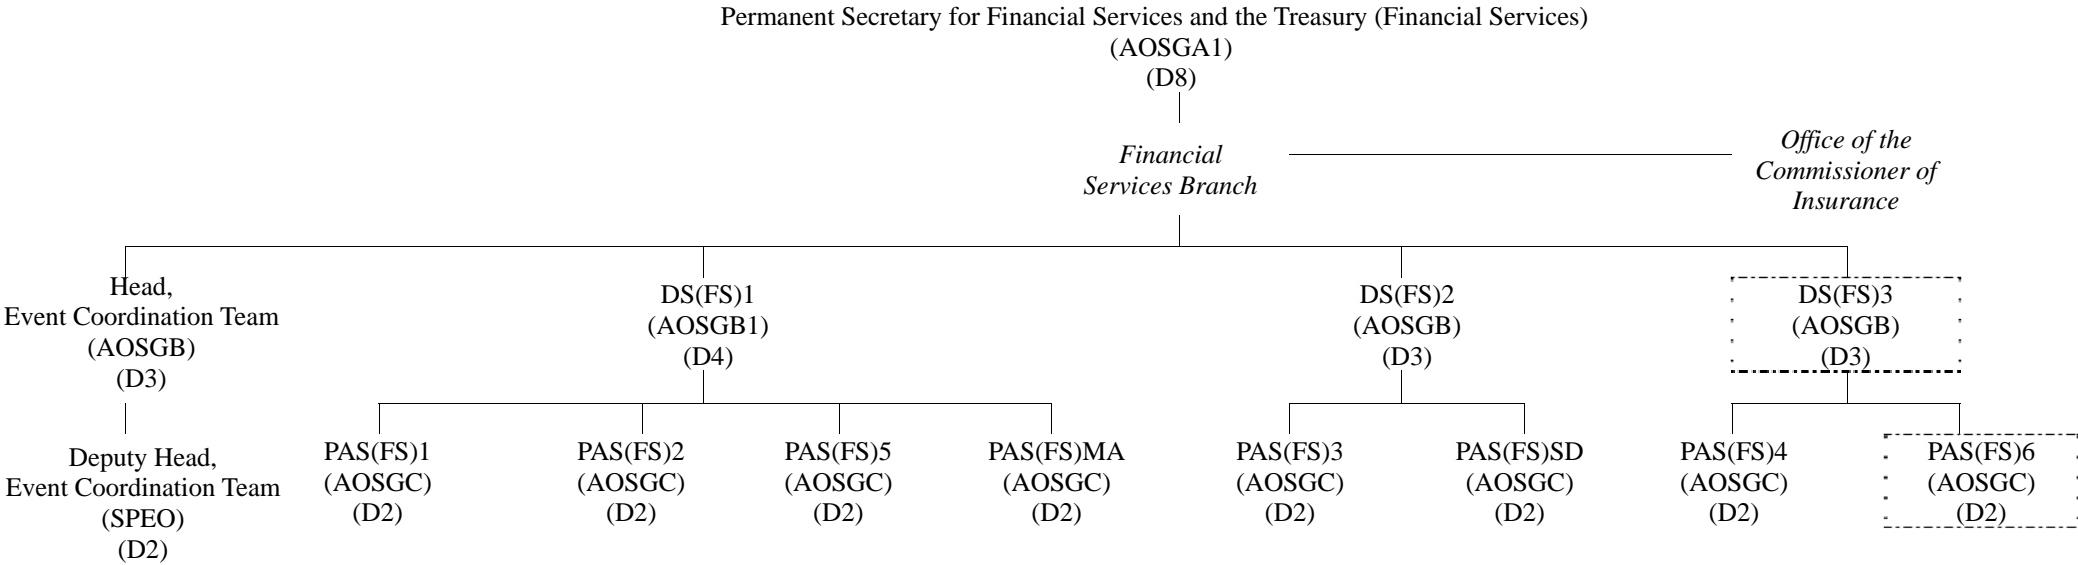 Permanent Secretary for Financial Services and the Treasury (Financial Services)
(AOSGA1)
(D8)
Financial
Services Branch
Office of the
Commissioner of
Insurance
Head,
Event Coordination Team
(AOSGB)
(D3)
DS(FS)1
(AOSGB1)
(D4)
DS(FS)2
(AOSGB)
(D3)
DS(FS)3
(AOSGB)
(D3)
Deputy Head,
Event Coordination Team
(SPEO)
(D2)
PAS(FS)1
(AOSGC)
(D2)
PAS(FS)2
(AOSGC)
(D2)
PAS(FS)5
(AOSGC)
(D2)
PAS(FS)MA
(AOSGC)
(D2)
PAS(FS)3
(AOSGC)
(D2)
PAS(FS)SD
(AOSGC)
(D2)
PAS(FS)4
(AOSGC)
(D2)
PAS(FS)6
(AOSGC)
(D2)